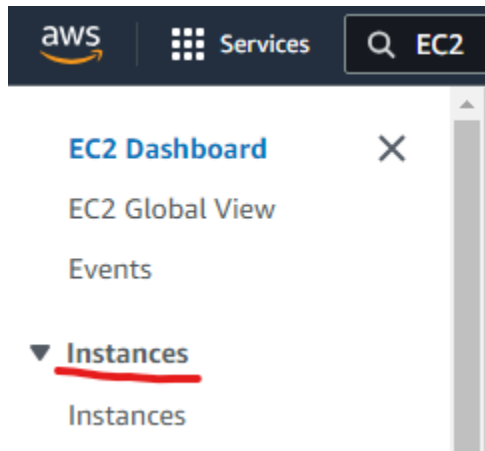 aws Services EC2
EC2 Dashboard
EC2 Global View
Events
Instances
Instances